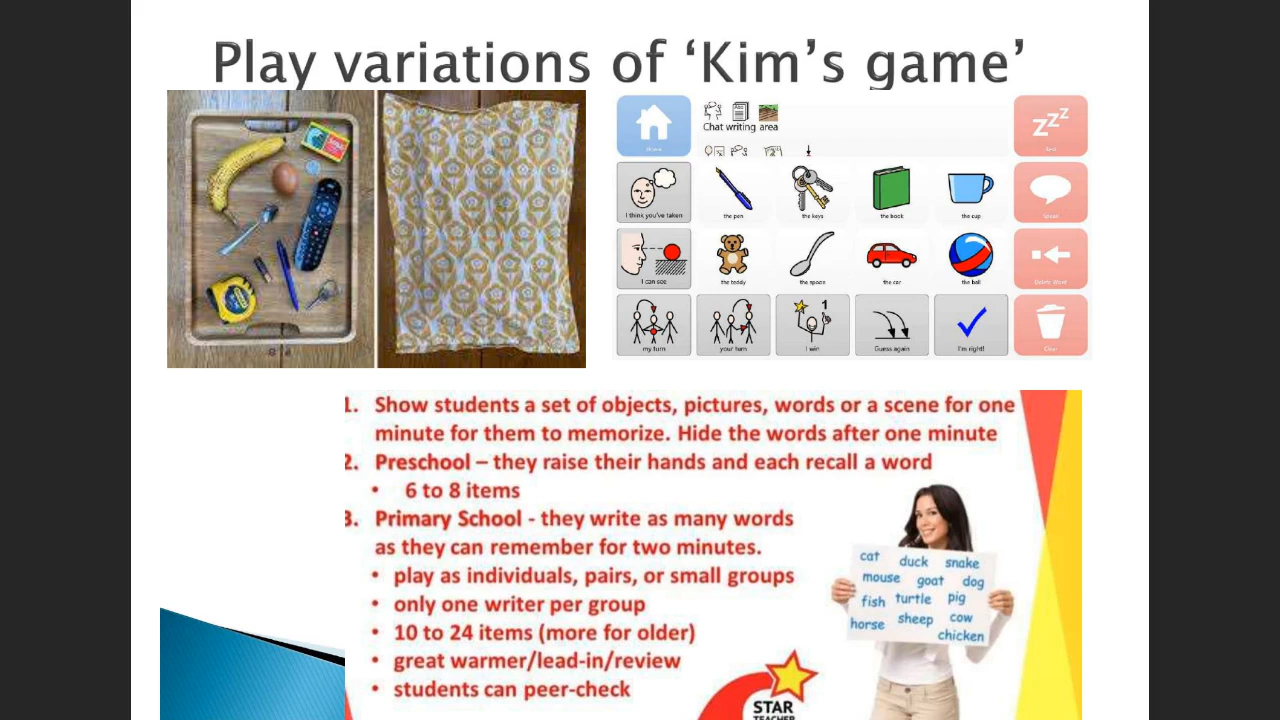 Play variations of ‘Kim’s game’
Home
Chat writing area
I think you've taken
the pen
the keys
the book
the cup
I can see
the teddy
the spoon
the car
the ball
Delete Word
my turn
your turn
I win
Guess again
I'm right!
Clear
1. Show students a set of objects, pictures, words or a scene for one
minute for them to memorize. Hide the words after one minute
2. Preschool – they raise their hands and each recall a word
• 6 to 8 items
3. Primary School - they write as many words
as they can remember for two minutes.
• play as individuals, pairs, or small groups
• only one writer per group
• 10 to 24 items (more for older)
• great warmer/lead-in/review
• students can peer-check
cat duck snake
mouse goat dog
fish turtle pig
horse sheep cow
chicken
STAR
TEACHER